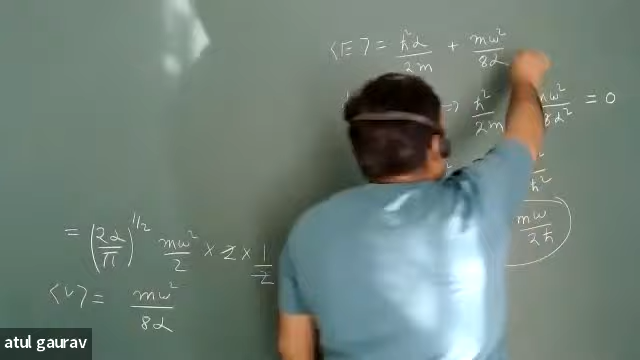 <E> = ħ²α/2m + mω²/8α
⇒ ħ²/2m mω²/8α² = 0
mω/2ħ
= (2α/π)^1/2 mω²/2 × 2 × 1/2
<V> = mω²/8α
atul gaurav